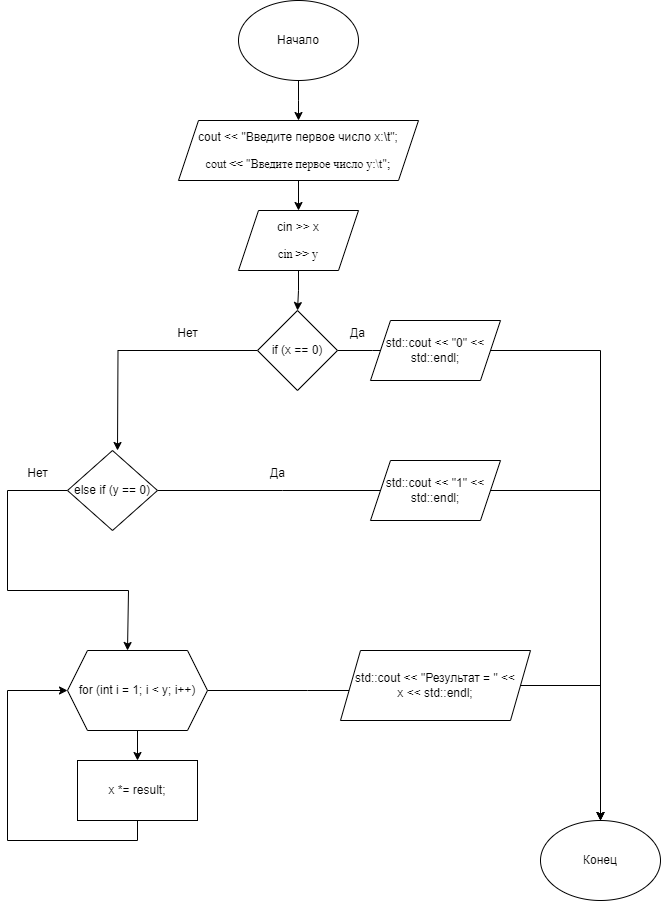 Начало
cout << "Введите первое число x:\t";
cout << "Введите первое число y:\t";
cin >> x
cin >> y
Нет
if (x == 0)
Да
std::cout << "0" <<
std::endl;
Нет
else if (y == 0)
Да
std::cout << "1" <<
std::endl;
for (int i = 1; i < y; i++)
std::cout << "Результат = " <<
x << std::endl;
x *= result;
Конец